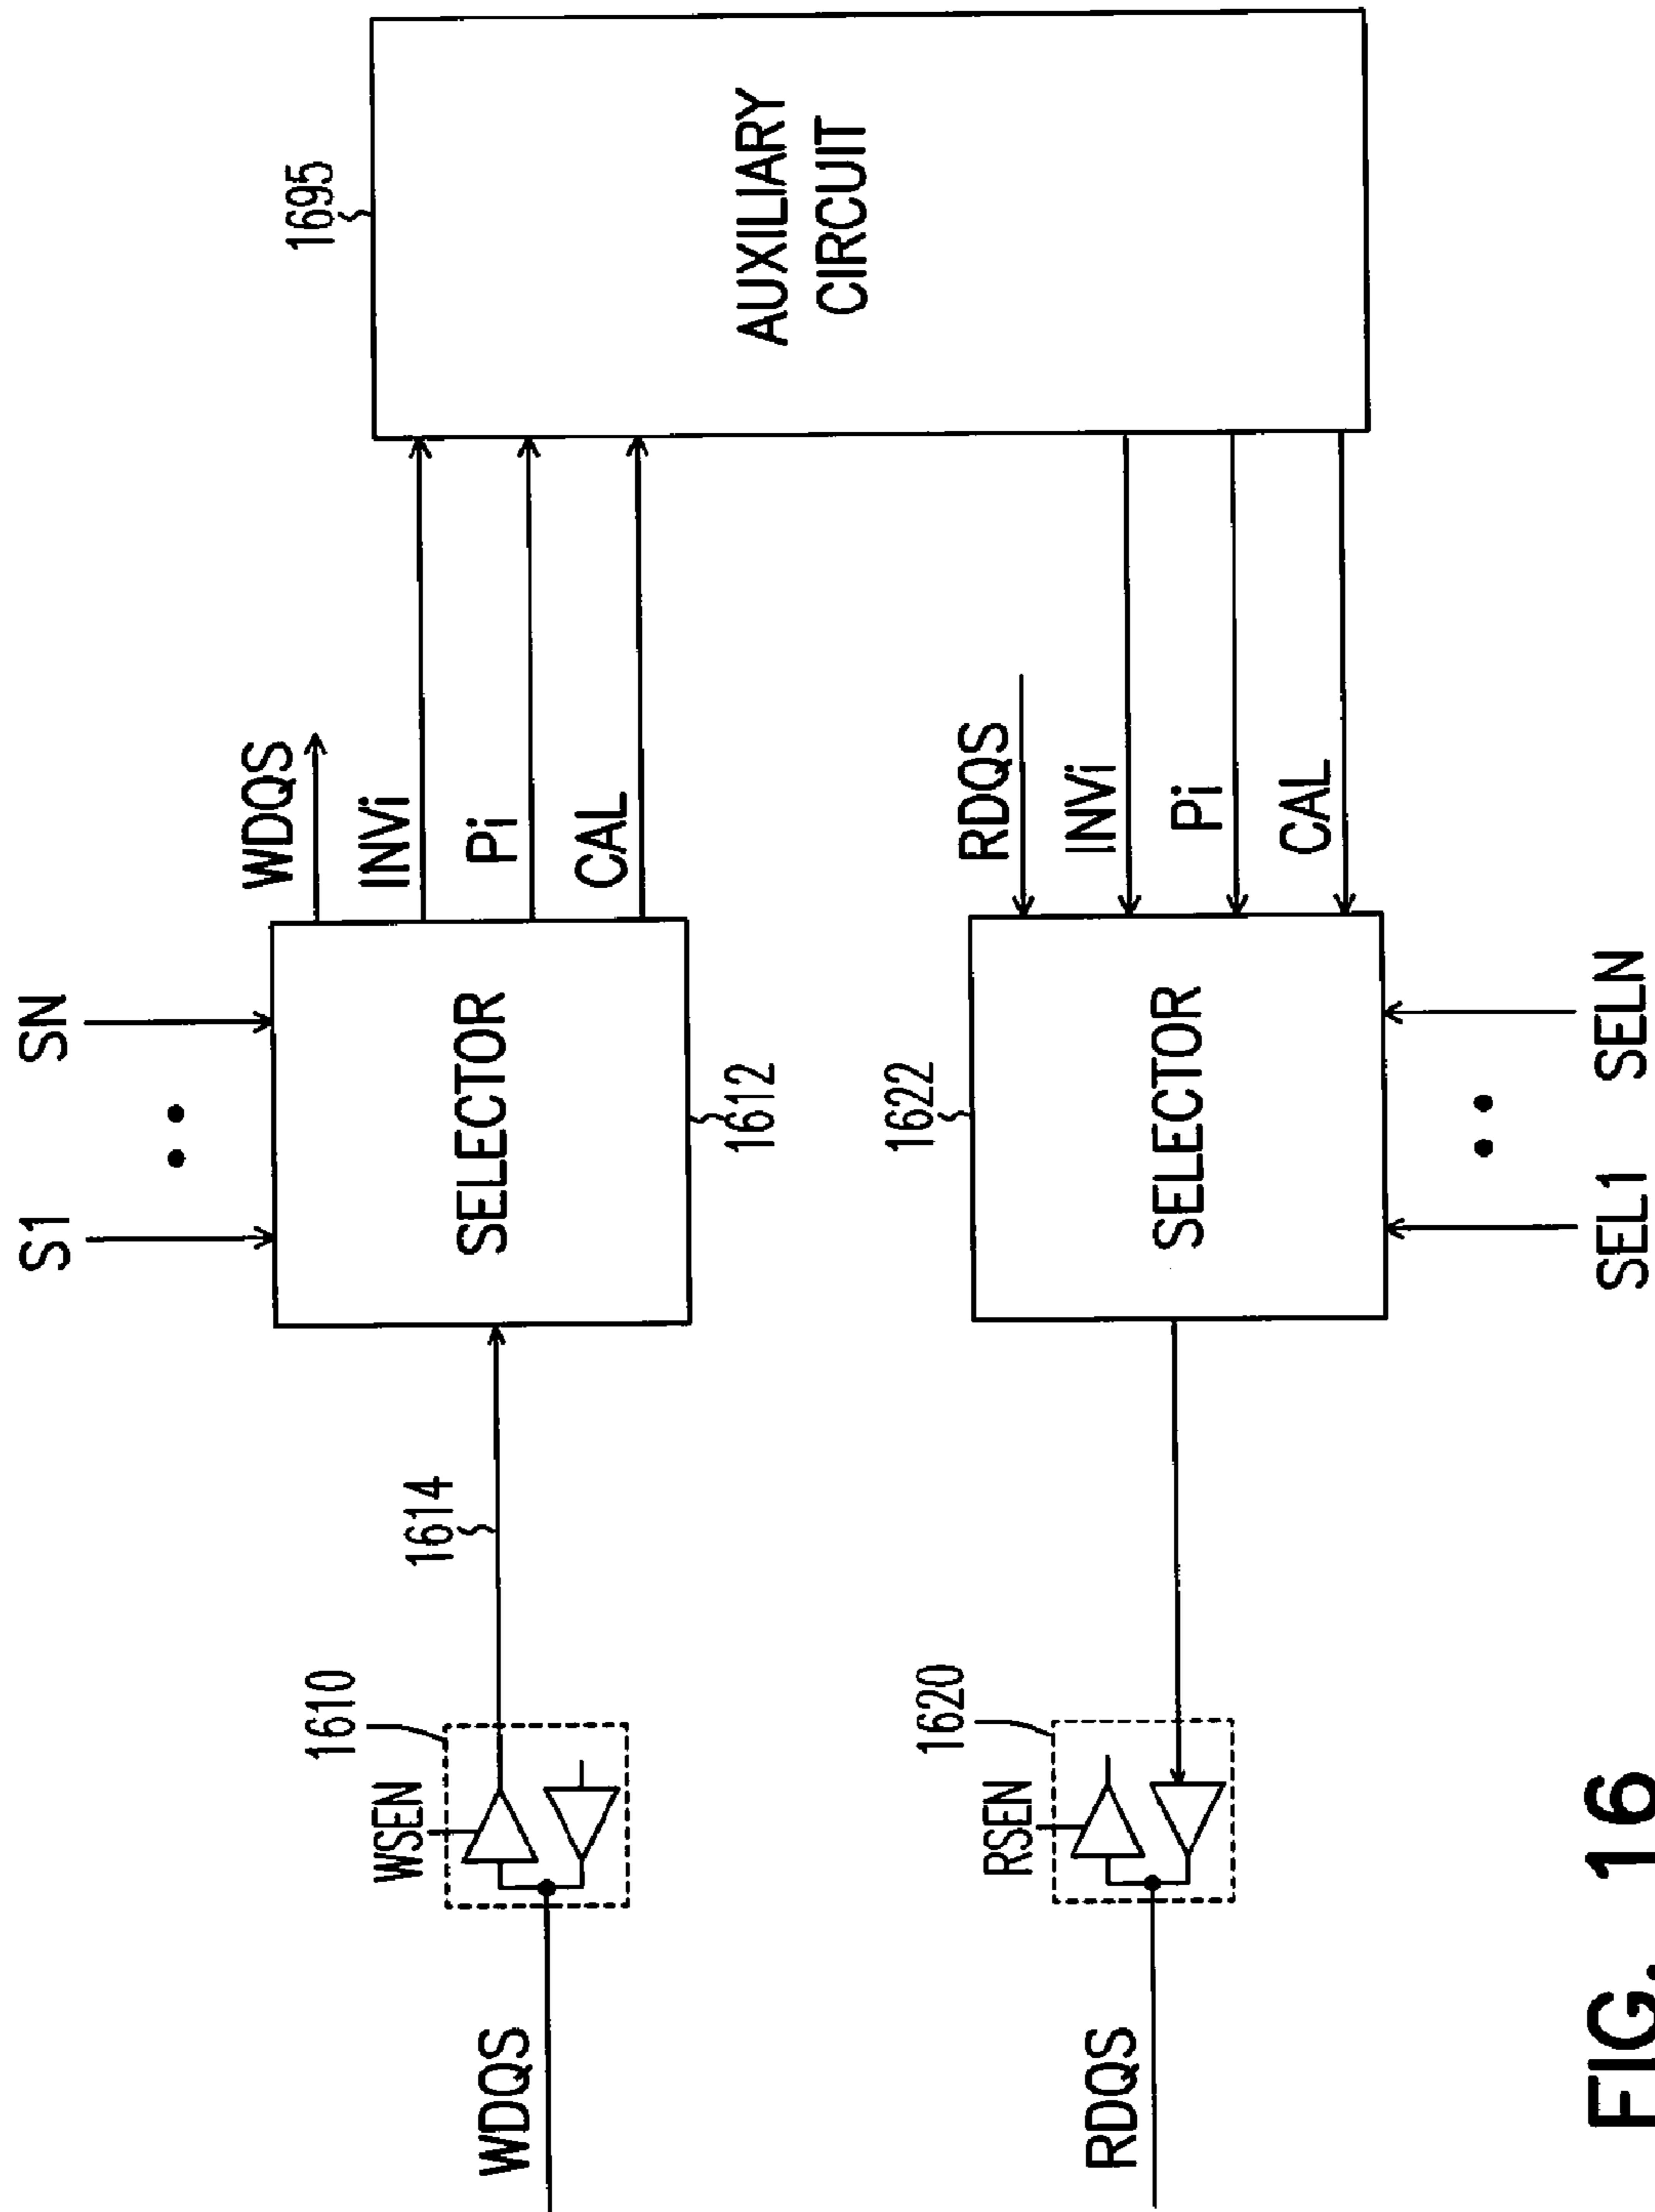 S1
SN
WDQS
WSEN
1610
1614
SELECTOR
1612
WDQS
INVi
Pi
CAL
1695
AUXILIARY
CIRCUIT
RDQS
RSEN
1620
SELECTOR
1622
RDQS
INVi
Pi
CAL
SEL1
SELN
FIG. 16